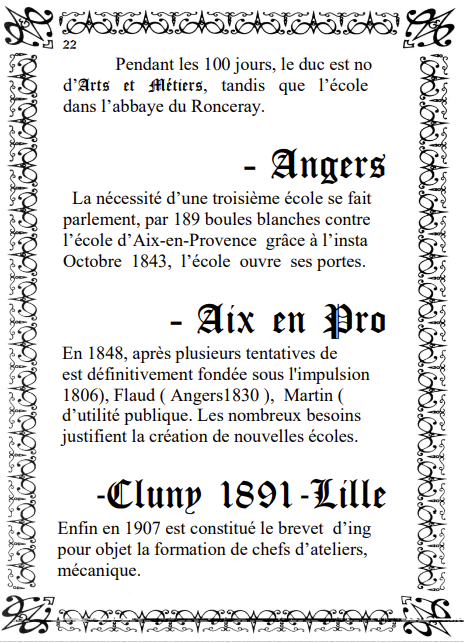 22
Pendant les 100 jours, le duc est no
d’Arts et Métiers, tandis que l’école
dans l’abbaye du Ronceray.
- Angers
La nécessité d’une troisième école se fait
parlement, par 189 boules blanches contre
l’école d’Aix-en-Provence grâce à l’insta
Octobre 1843, l’école ouvre ses portes.
- Aix en Pro
En 1848, après plusieurs tentatives de
est définitivement fondée sous l'impulsion
1806), Flaud ( Angers1830 ), Martin (
d’utilité publique. Les nombreux besoins
justifient la création de nouvelles écoles.
-Cluny 1891 -Lille
Enfin en 1907 est constitué le brevet d’ing
pour objet la formation de chefs d’ateliers,
mécanique.